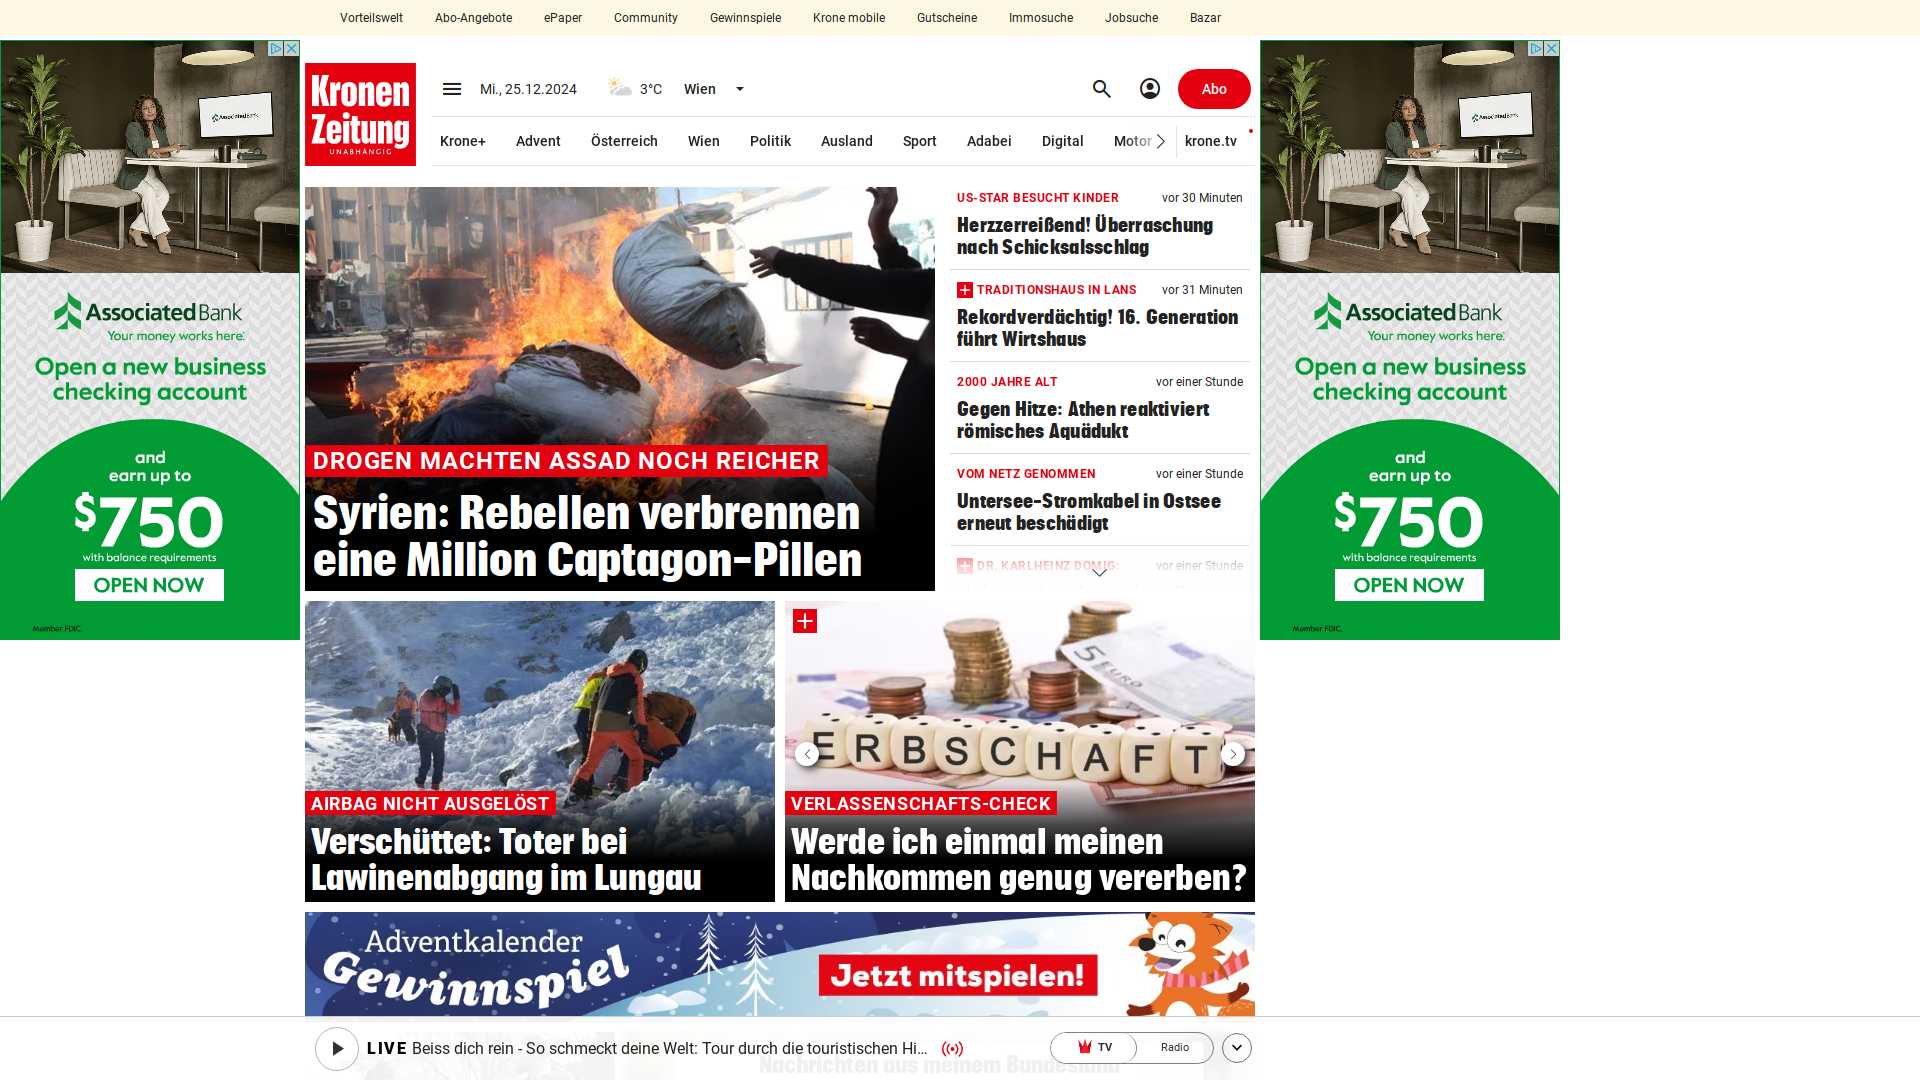 Vorteilswelt
Abo-Angebote
ePaper
Community
Gewinnspiele
Krone mobile
Gutscheine
Immosuche
Jobsuche
Bazar
Kronen
Zeitung
UNABHÄNGIG
Mi., 25.12.2024
3°C
Wien
Abo
Krone+
Advent
Österreich
Wien
Politik
Ausland
Sport
Adabei
Digital
Motor
krone.tv
AssociatedBank
AssociatedBank
Your money works here.
Open a new business
checking account
and
earn up to
$750
with balance requirements
OPEN NOW
Member FDIC.
DROGEN MACHTEN ASSAD NOCH REICHER
Syrien: Rebellen verbrennen
eine Million Captagon-Pillen
US-STAR BESUCHT KINDER
vor 30 Minuten
Herzzerreißend! Überraschung
nach Schicksalsschlag
TRADITIONSHAUS IN LANS
vor 31 Minuten
Rekordverdächtig! 16. Generation
führt Wirtshaus
2000 JAHRE ALT
vor einer Stunde
Gegen Hitze: Athen reaktiviert
römisches Aquädukt
VOM NETZ GENOMMEN
vor einer Stunde
Untersee-Stromkabel in Ostsee
erneut beschädigt
DR. KARLHEINZ DOMIG:
vor einer Stunde
AssociatedBank
AssociatedBank
Your money works here.
Open a new business
checking account
and
earn up to
$750
with balance requirements
OPEN NOW
Member FDIC.
AIRBAG NICHT AUSGELÖST
Verschüttet: Toter bei
Lawinenabgang im Lungau
5 EURO
ERBSCHAFT
VERLASSENSCHAFTS-CHECK
Werde ich einmal meinen
Nachkommen genug vererben?
Adventkalender
Gewinnspiel
Jetzt mitspielen!
LIVE Beiss dich rein - So schmeckt deine Welt: Tour durch die touristischen Hi...
TV
Radio
Nachrichten aus meinem Bundesland